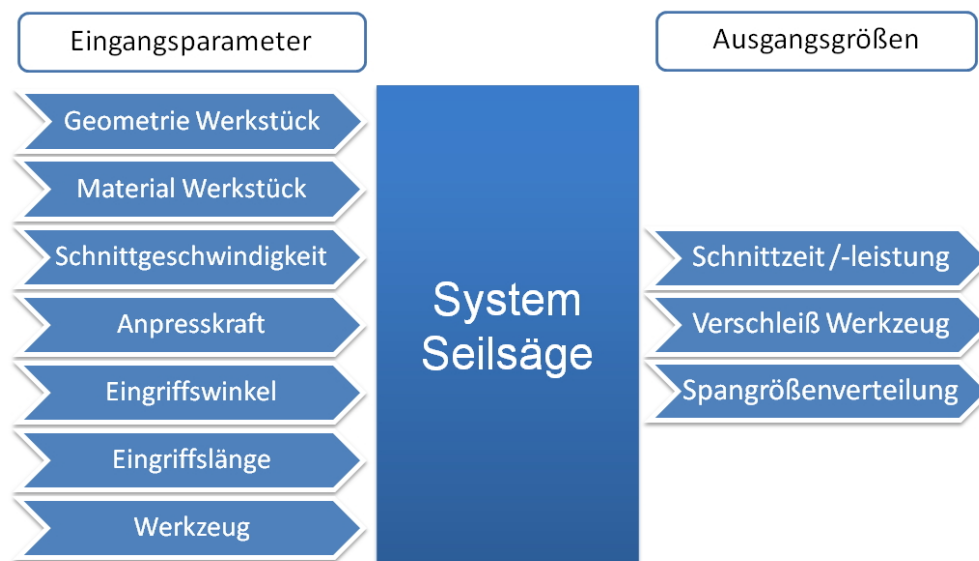 Eingangsparameter
Ausgangsgrößen
Geometrie Werkstück
Material Werkstück
Schnittgeschwindigkeit
Anpresskraft
Eingriffswinkel
Eingriffslänge
Werkzeug
System
Seilsäge
Schnittzeit /-leistung
Verschleiß Werkzeug
Spangrößenverteilung